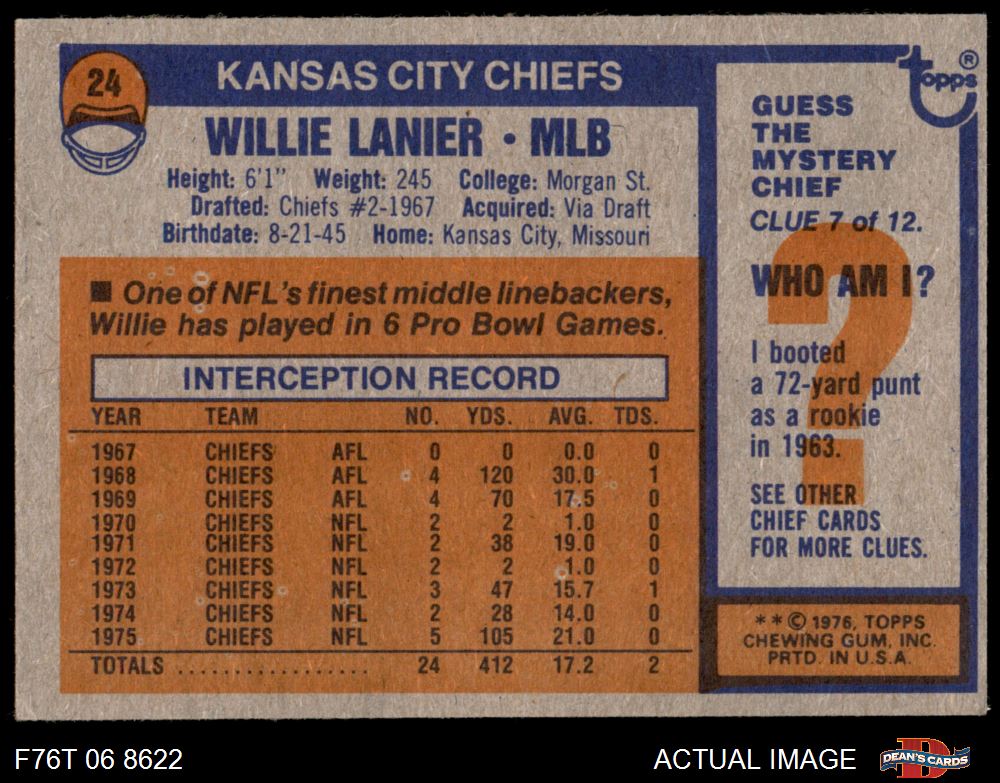 24
KANSAS CITY CHIEFS
WILLIE LANIER • MLB
Height: 6'1" Weight: 245 College: Morgan St.
Drafted: Chiefs #2-1967 Acquired: Via Draft
Birthdate: 8-21-45 Home: Kansas City, Missouri
■ One of NFL's finest middle linebackers,
Willie has played in 6 Pro Bowl Games.
INTERCEPTION RECORD
YEAR TEAM NO. YDS. AVG. TDS.
1967 CHIEFS AFL 0 0 0.0 0
1968 CHIEFS AFL 4 120 30.0 1
1969 CHIEFS AFL 4 70 17.5 0
1970 CHIEFS NFL 2 2 1.0 0
1971 CHIEFS NFL 2 38 19.0 0
1972 CHIEFS NFL 2 2 1.0 0
1973 CHIEFS NFL 3 47 15.7 1
1974 CHIEFS NFL 2 28 14.0 0
1975 CHIEFS NFL 5 105 21.0 0
TOTALS .................. 24 412 17.2 2
topps ®
GUESS
THE
MYSTERY
CHIEF
CLUE 7 of 12.
WHO AM I?
I booted
a 72-yard punt
as a rookie
in 1963.
SEE OTHER
CHIEF CARDS
FOR MORE CLUES.
**© 1976, TOPPS
CHEWING GUM, INC.
PRTD. IN U.S.A.
F76T 06 8622
ACTUAL IMAGE
DEAN'S CARDS